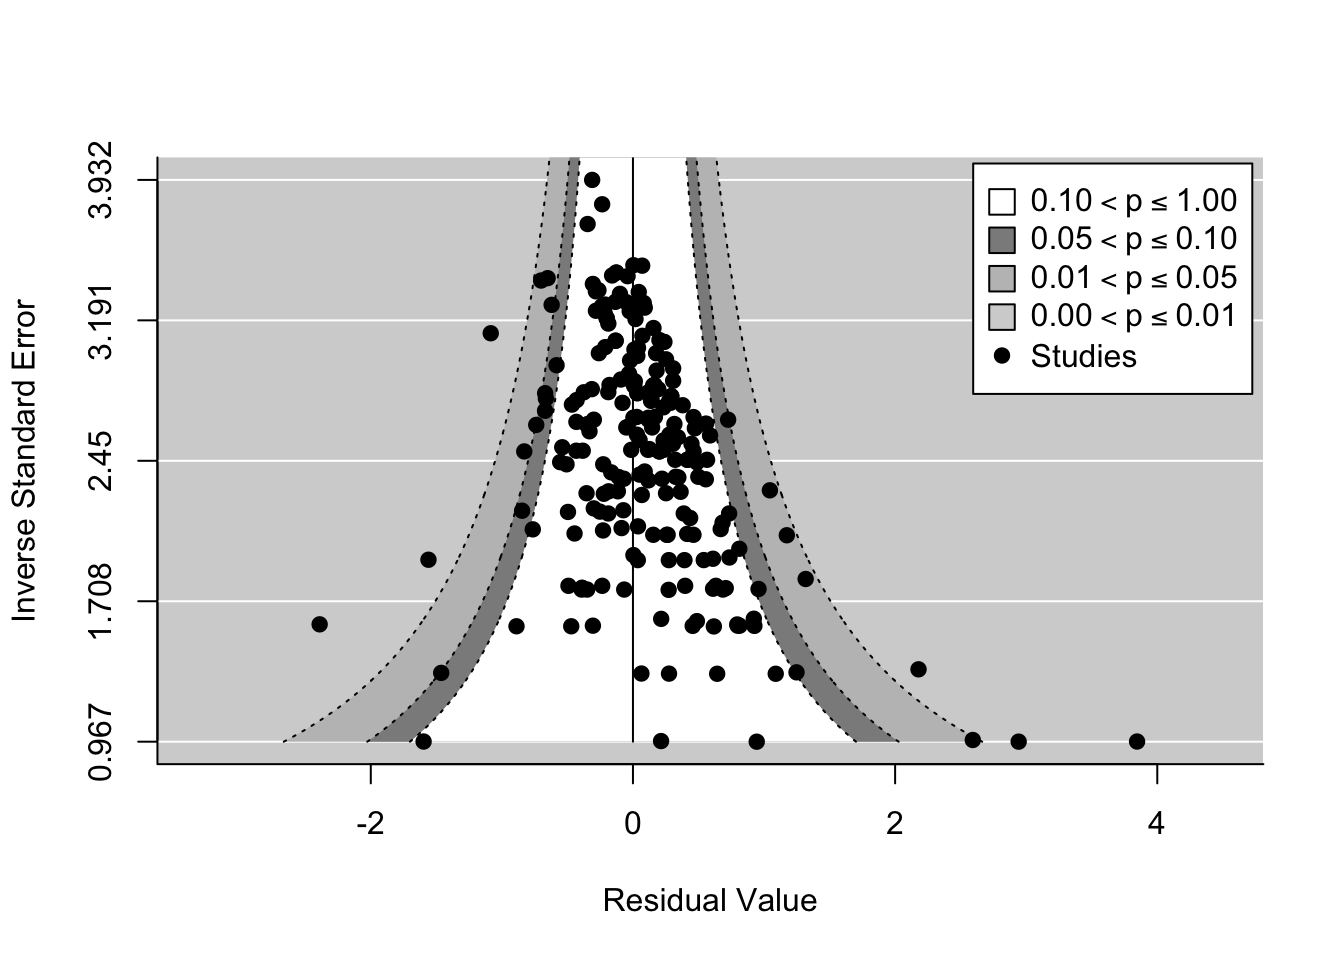 0.10 < p ≤ 1.00
0.05 < p ≤ 0.10
0.01 < p ≤ 0.05
0.00 < p ≤ 0.01
Studies
Inverse Standard Error
3.932
3.191
2.45
1.708
0.967
-2 0 2 4
Residual Value